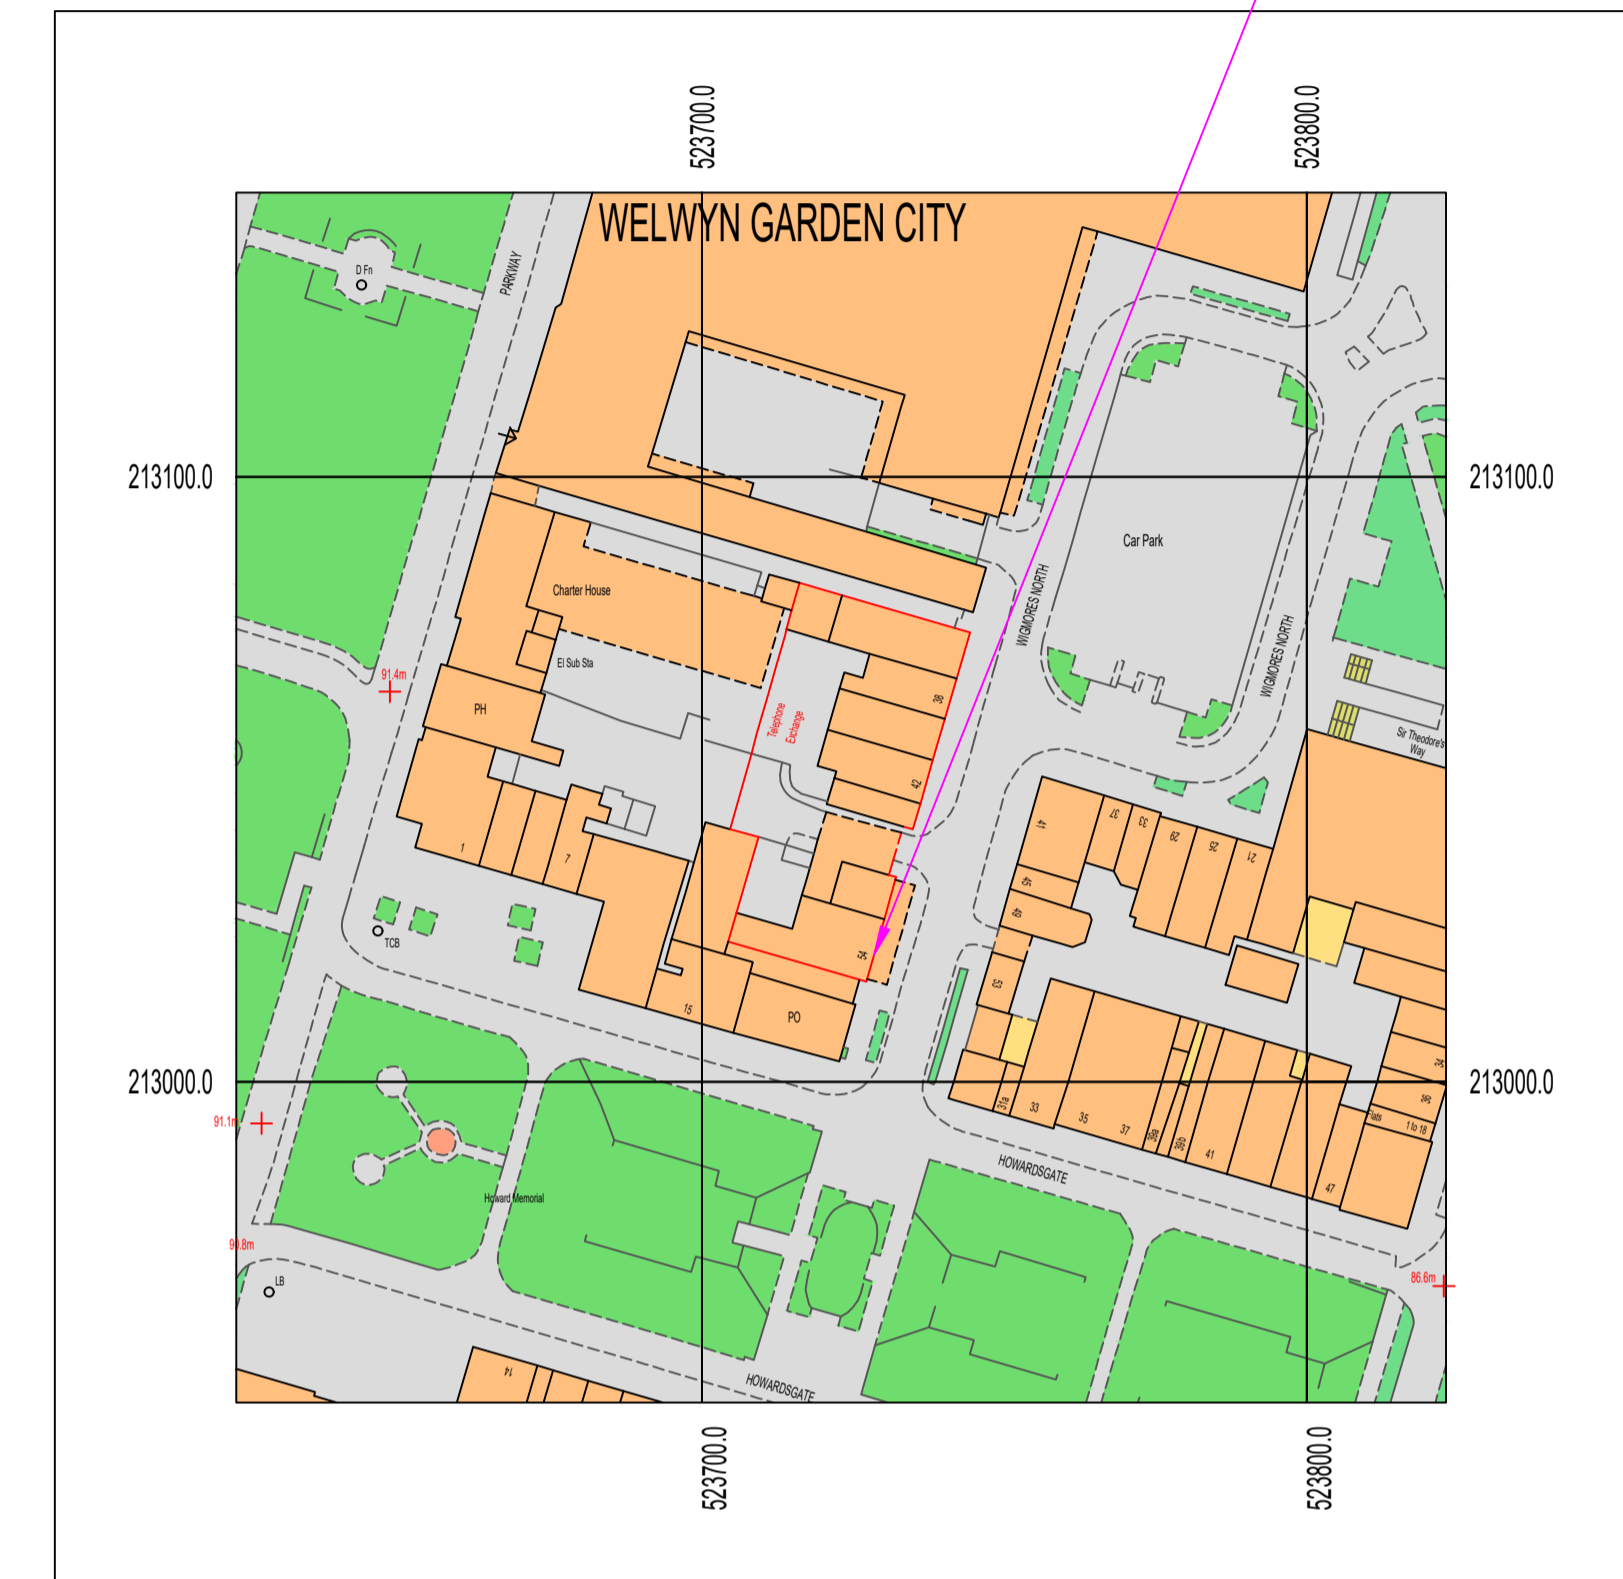 523700.0
523800.0
WELWYN GARDEN CITY
D Fn
PARKWAY
213100.0
213100.0
Car Park
Charter House
WIGMORES NORTH
WIGMORES NORTH
El Sub Sta
91.4m
PH
38
Telephone
Exchange
Sir Theodore's
Way
42
41
37
33
29
25
21
1
7
45
49
TCB
54
53
15
PO
213000.0
213000.0
31a
33
35
37
39a
39b
41
47
34
36
Flats
1 to 18
91.1m
HOWARDSGATE
Howard Memorial
90.8m
LB
86.6m
14
HOWARDSGATE
523700.0
523800.0